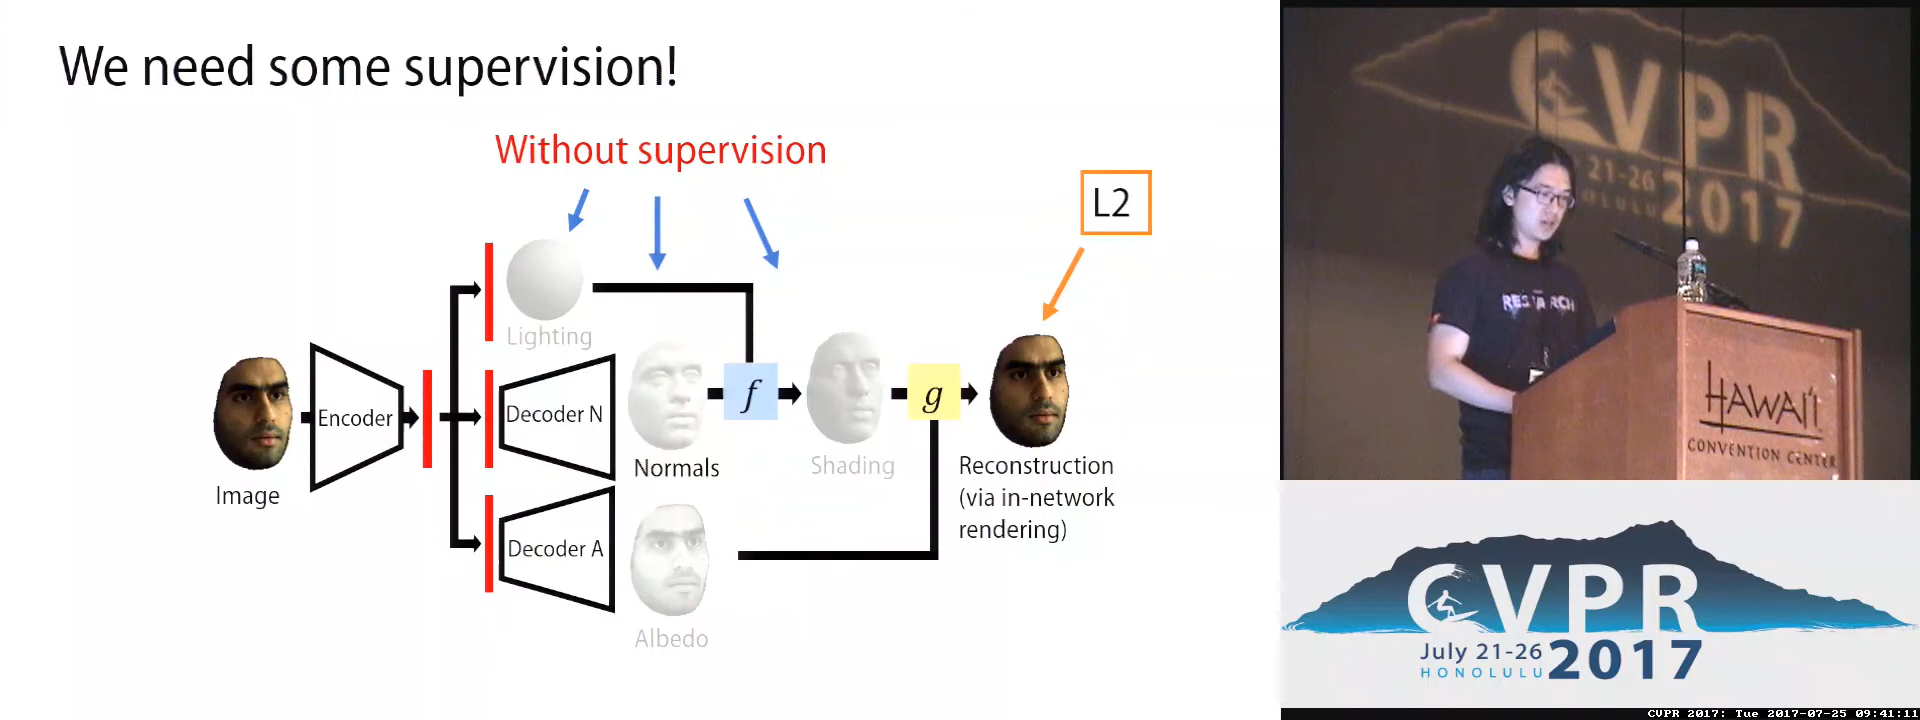 We need some supervision!
Without supervision
L2
Lighting
Encoder
Decoder N
f
g
Image
Normals
Shading
Reconstruction
(via in-network
rendering)
Decoder A
Albedo
CVPR
21-26
HONOLULU
2017
RESEARCH
HAWAI'I
CONVENTION CENTER
CVPR
July 21-26
HONOLULU
2017
CVPR 2017: Tue 2017-07-25 09:41:11